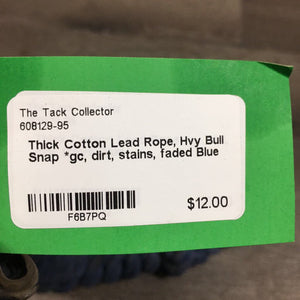 The Tack Collector
608129-95
Thick Cotton Lead Rope, Hvy Bull
Snap *gc, dirt, stains, faded Blue
F6B7PQ
$12.00